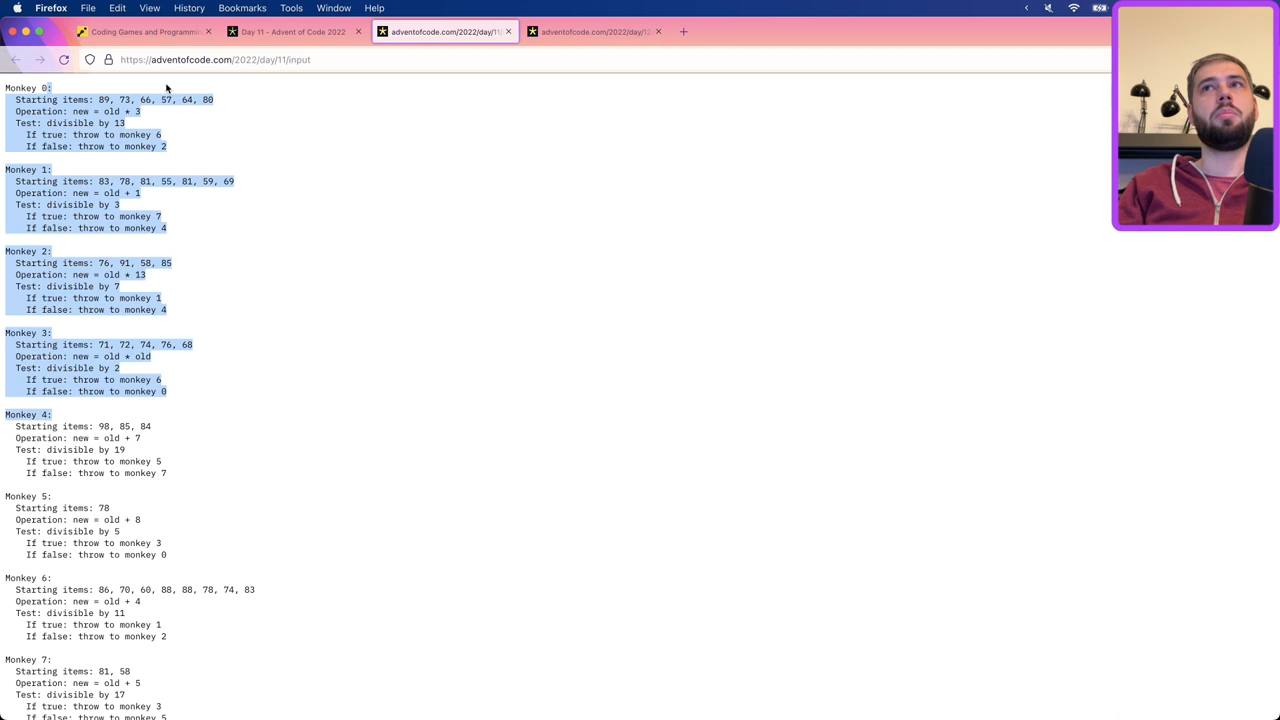 Firefox File Edit View History Bookmarks Tools Window Help
Coding Games and Programmi
Day 11 - Advent of Code 2022
adventofcode.com/2022/day/11/
adventofcode.com/2022/day/12
https://adventofcode.com/2022/day/11/input
Monkey 0:
Starting items: 89, 73, 66, 57, 64, 80
Operation: new = old * 3
Test: divisible by 13
If true: throw to monkey 6
If false: throw to monkey 2
Monkey 1:
Starting items: 83, 78, 81, 55, 81, 59, 69
Operation: new = old + 1
Test: divisible by 3
If true: throw to monkey 7
If false: throw to monkey 4
Monkey 2:
Starting items: 76, 91, 58, 85
Operation: new = old * 13
Test: divisible by 7
If true: throw to monkey 1
If false: throw to monkey 4
Monkey 3:
Starting items: 71, 72, 74, 76, 68
Operation: new = old * old
Test: divisible by 2
If true: throw to monkey 6
If false: throw to monkey 0
Monkey 4:
Starting items: 98, 85, 84
Operation: new = old + 7
Test: divisible by 19
If true: throw to monkey 5
If false: throw to monkey 7
Monkey 5:
Starting items: 78
Operation: new = old + 8
Test: divisible by 5
If true: throw to monkey 3
If false: throw to monkey 0
Monkey 6:
Starting items: 86, 70, 60, 88, 88, 78, 74, 83
Operation: new = old + 4
Test: divisible by 11
If true: throw to monkey 1
If false: throw to monkey 2
Monkey 7:
Starting items: 81, 58
Operation: new = old + 5
Test: divisible by 17
If true: throw to monkey 3
If false: throw to monkey 5